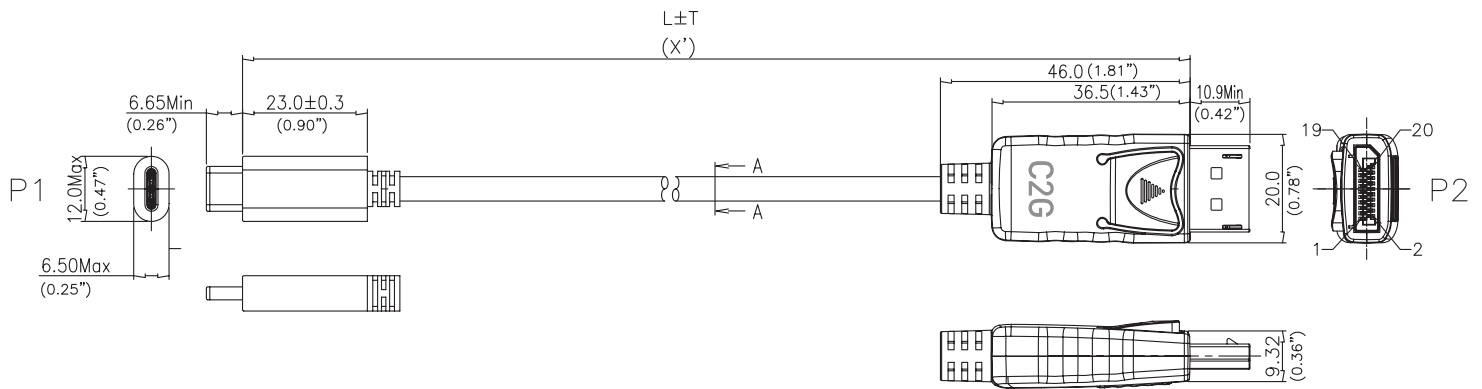 L±T
(X')
46.0 (1.81")
6.65Min
(0.26")
23.0±0.3
(0.90")
36.5(1.43")
10.9Min
(0.42")
19
20
P1
12.0Max
(0.47")
A
A
C2G
20.0
(0.78")
P2
1
2
6.50Max
(0.25")
9.32
(0.36")